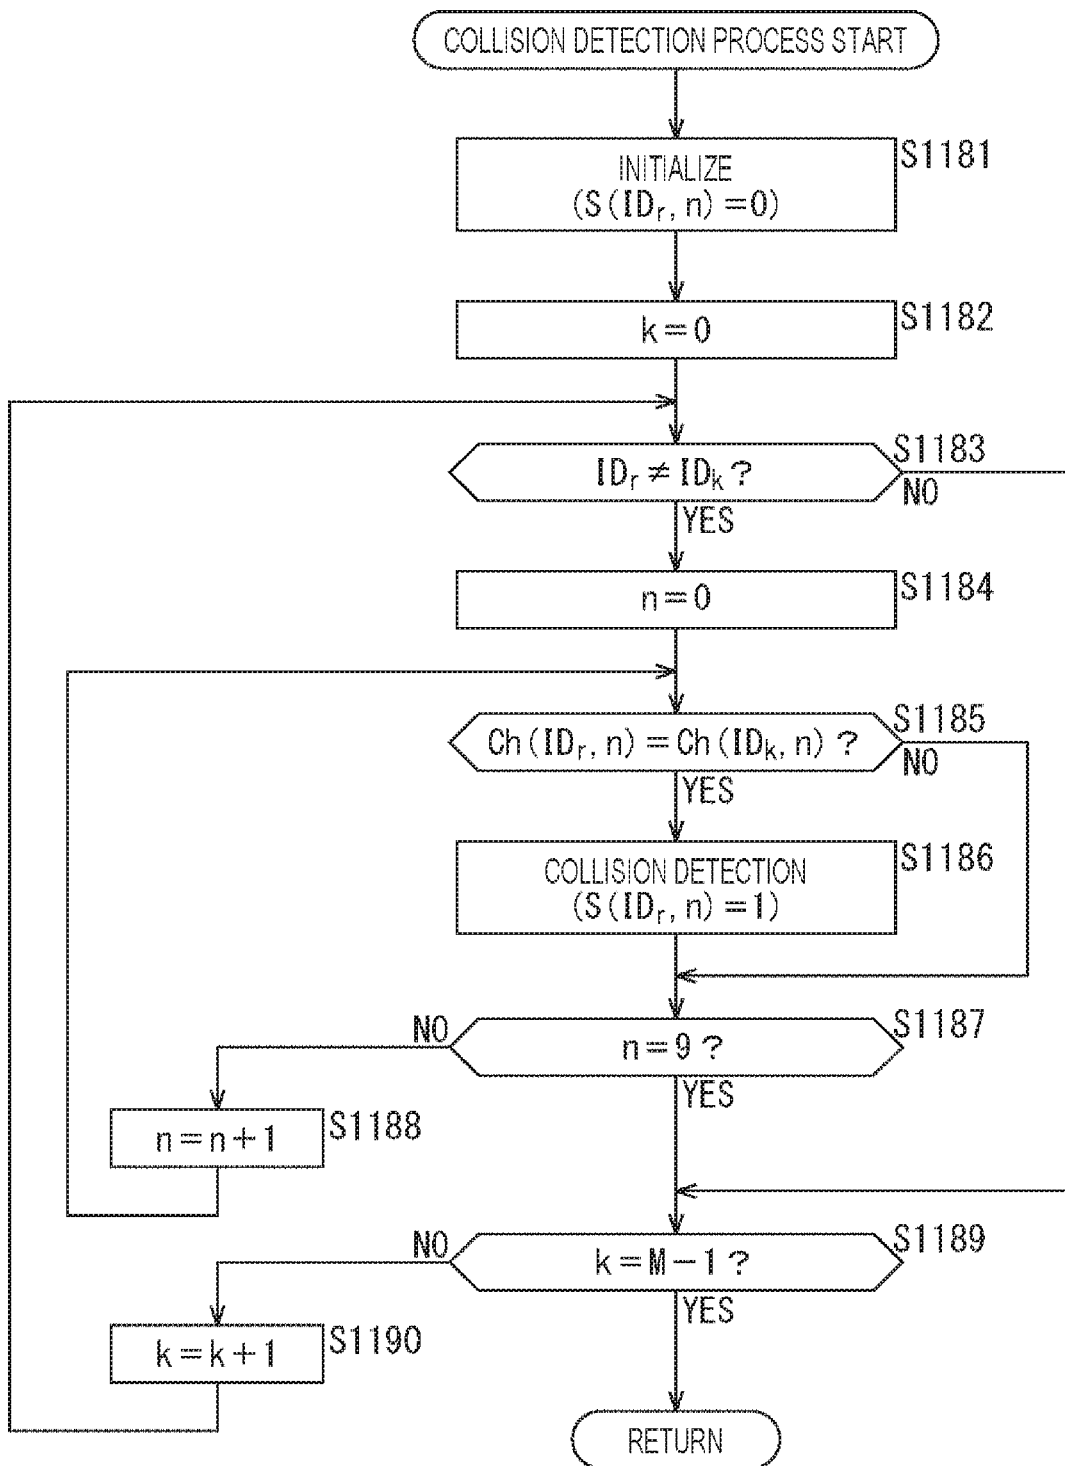 COLLISION DETECTION PROCESS START
INITIALIZE
(S(IDr, n)=0)
S1181
k=0
S1182
IDr≠IDk?
S1183
NO
YES
n=0
S1184
Ch(IDr, n)=Ch(IDk, n)?
S1185
NO
YES
COLLISION DETECTION
(S(IDr, n)=1)
S1186
n=9?
S1187
NO
YES
n=n+1
S1188
k=M-1?
S1189
NO
YES
k=k+1
S1190
RETURN